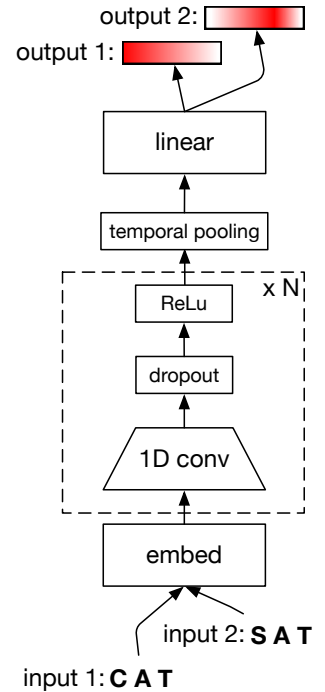 output 2:
output 1:
linear
temporal pooling
x N
ReLu
dropout
1D conv
embed
input 2: S A T
input 1: C A T